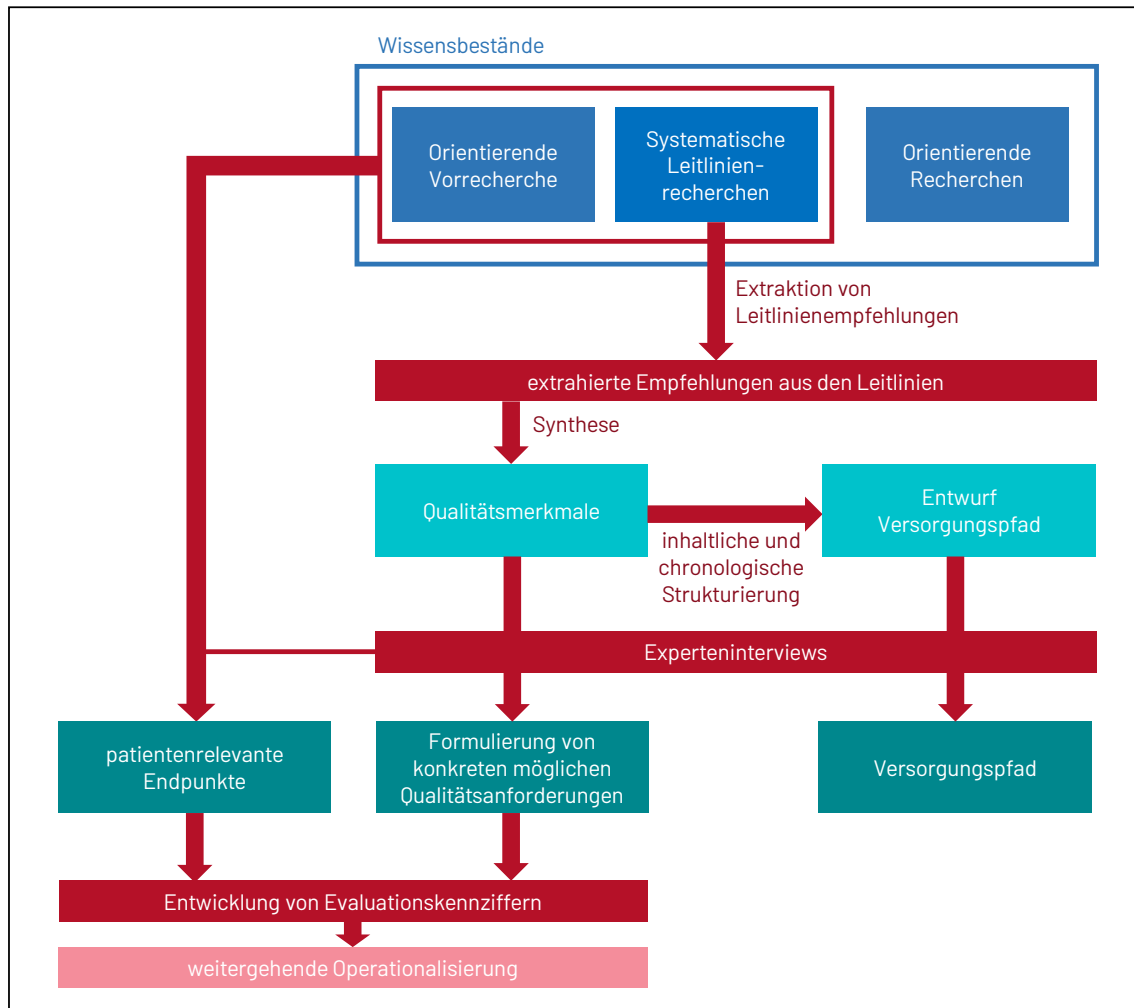 Wissensbestände
Orientierende
Vorrecherche
Systematische
Leitlinien-
recherchen
Orientierende
Recherchen
Extraktion von
Leitlinienempfehlungen
extrahierte Empfehlungen aus den Leitlinien
Synthese
Qualitätsmerkmale
Entwurf
Versorgungspfad
inhaltliche und
chronologische
Strukturierung
Experteninterviews
patientenrelevante
Endpunkte
Formulierung von
konkreten möglichen
Qualitätsanforderungen
Versorgungspfad
Entwicklung von Evaluationskennziffern
weitergehende Operationalisierung